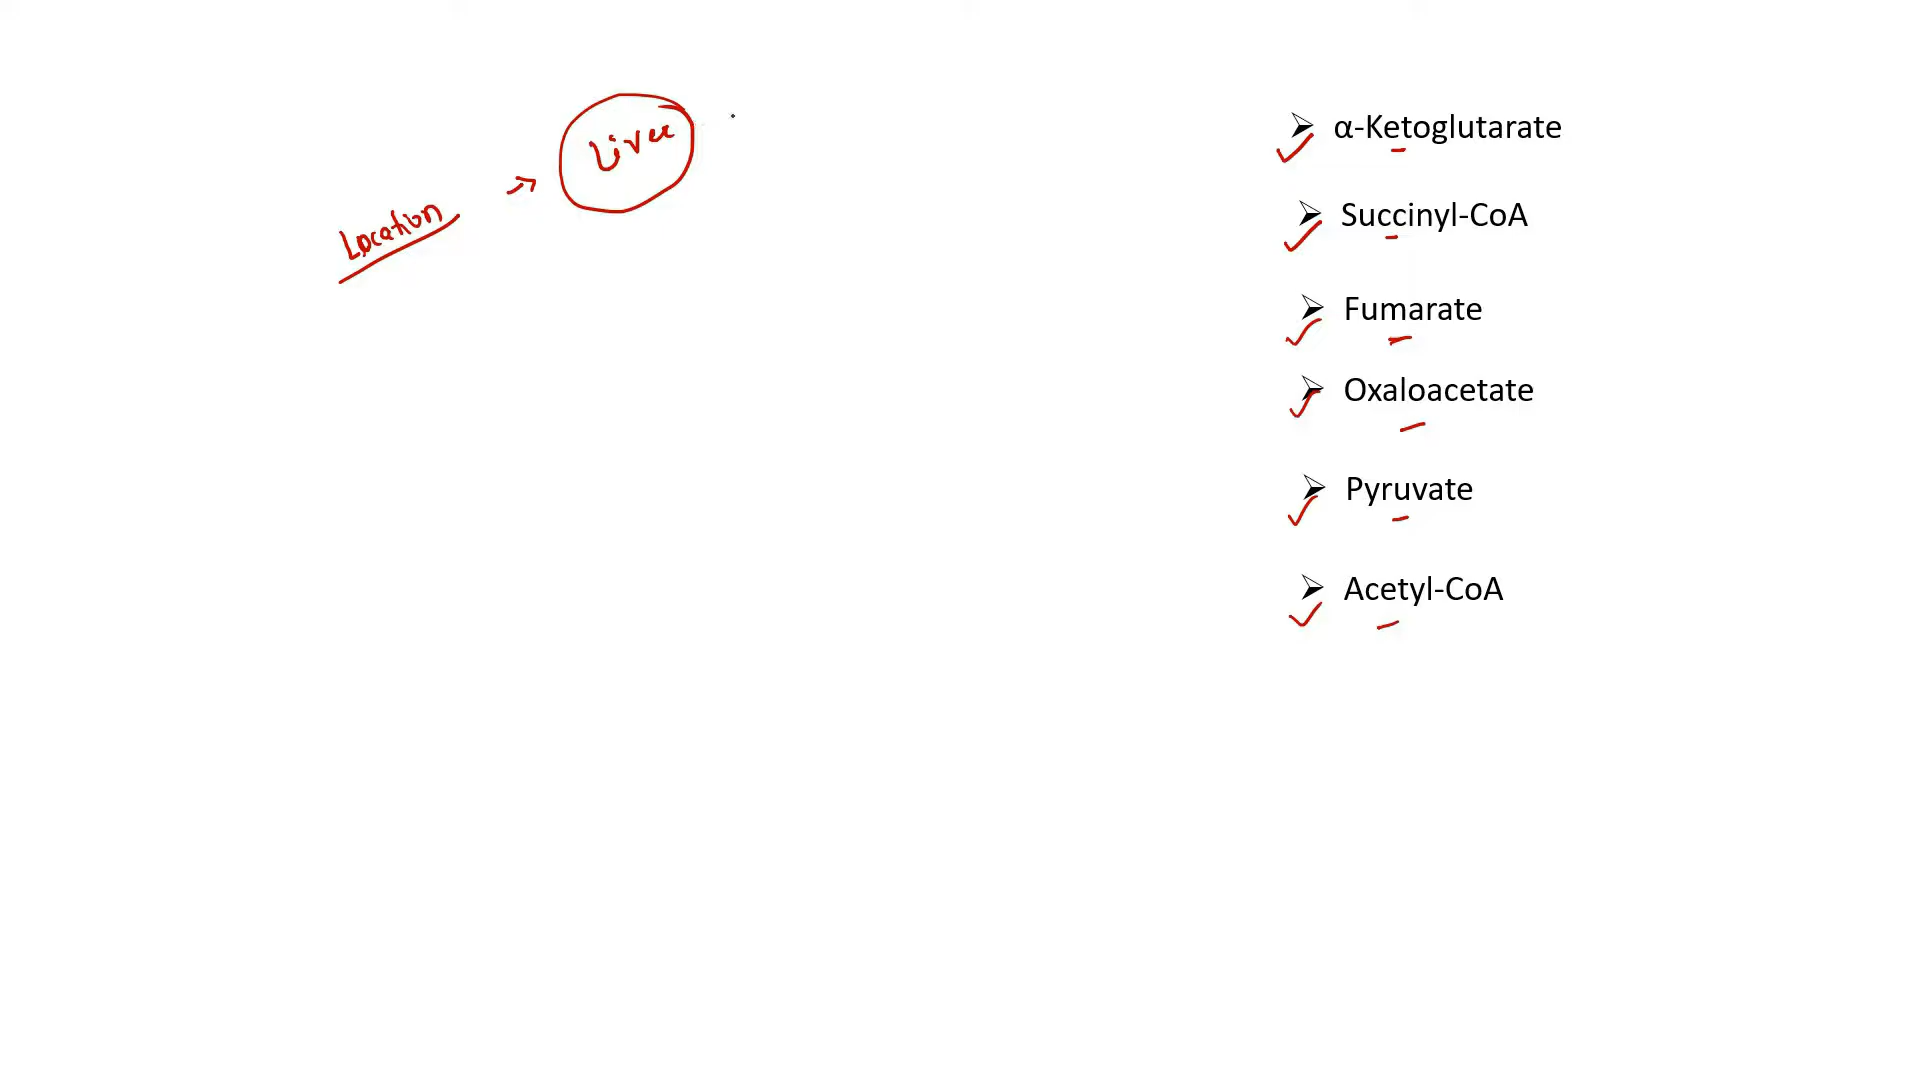 Location → Liver
➢ α-Ketoglutarate
➢ Succinyl-CoA
➢ Fumarate
➢ Oxaloacetate
➢ Pyruvate
➢ Acetyl-CoA